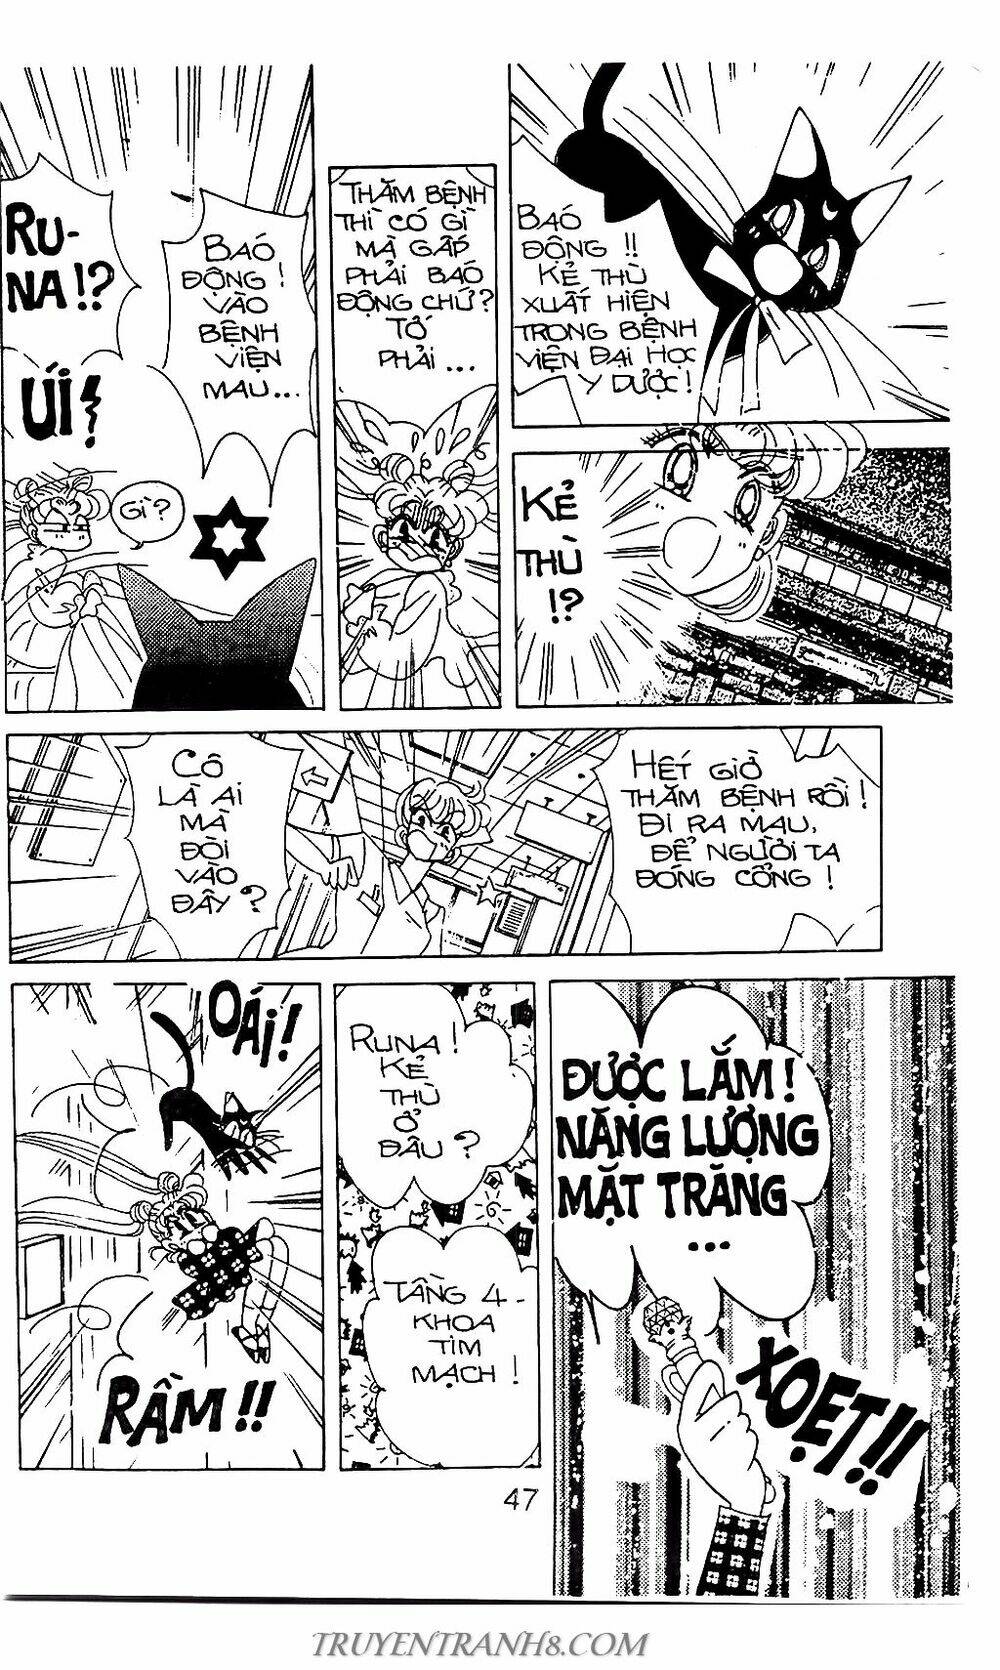 RU-
NA!?
ÚI!
BAÓ
ĐỘNG!
VÀO
BỆNH
VIỆN
MAU...
GÌ?
THĂM BỆNH
THÌ CÓ GÌ
MÀ GẤP
PHẢI BAÓ
ĐỘNG CHỨ?
TỚ
PHẢI...
BAÓ
ĐỘNG!!
KẺ THÙ
XUẤT HIỆN
TRONG BỆNH
VIỆN ĐẠI HỌC
Y DƯỢC!
KẺ
THÙ
!?
CÔ
LÀ AI
MÀ
ĐÒI
VÀO
ĐÂY?
HẾT GIỜ
THĂM BỆNH RỒI!
ĐI RA MAU,
ĐỂ NGƯỜI TA
ĐÓNG CỔNG!
OÁI!
RẦM!!
RUNA!
KẺ
THÙ
Ở
ĐÂU?
TẦNG 4-
KHOA
TIM
MẠCH!
ĐƯỢC LẮM!
NĂNG LƯỢNG
MẶT TRĂNG
...
XOẸT!!
47
TRUYENTRANH8.COM